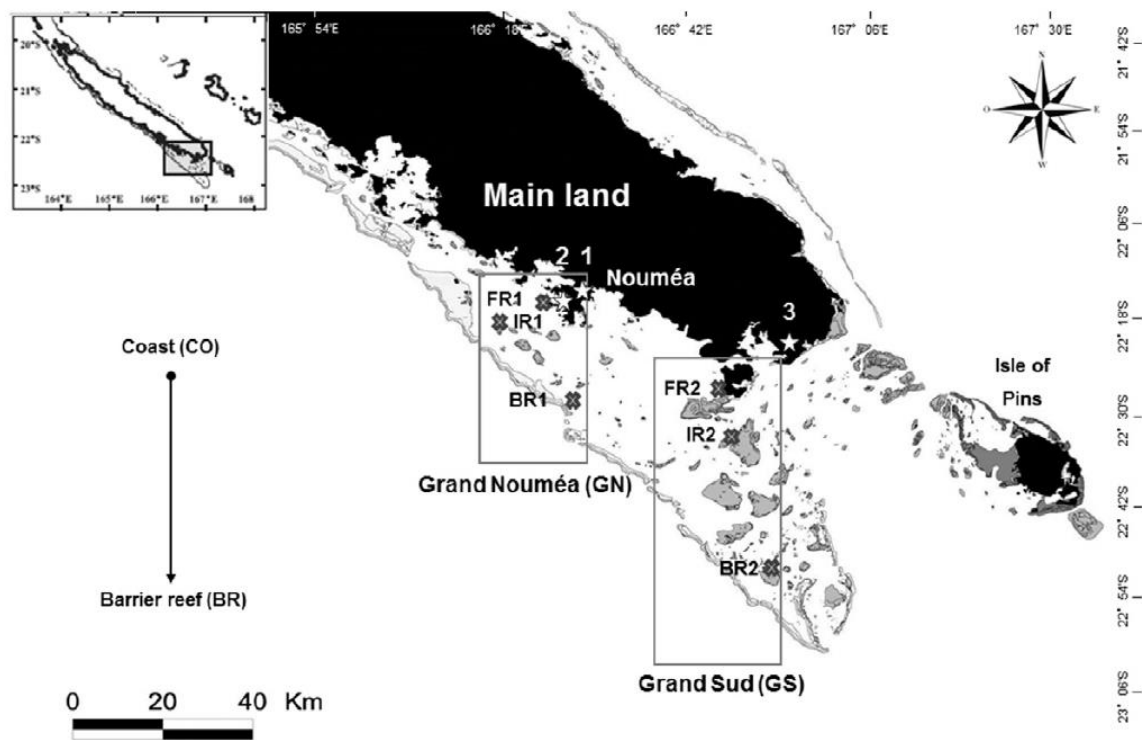 165° 54'E
166° 18'E
166° 42'E
167° 06'E
167° 30'E
20°S
21°S
22°S
23°S
164°E
165°E
166°E
167°E
168
21° 42'S
21° 54'S
22° 06'S
22° 18'S
22° 30'S
22° 42'S
22° 54'S
23° 06'S
N
O
E
W
Main land
2 1
Nouméa
3
FR1
IR1
BR1
Grand Nouméa (GN)
FR2
IR2
BR2
Grand Sud (GS)
Isle of
Pins
Coast (CO)
Barrier reef (BR)
0 20 40 Km